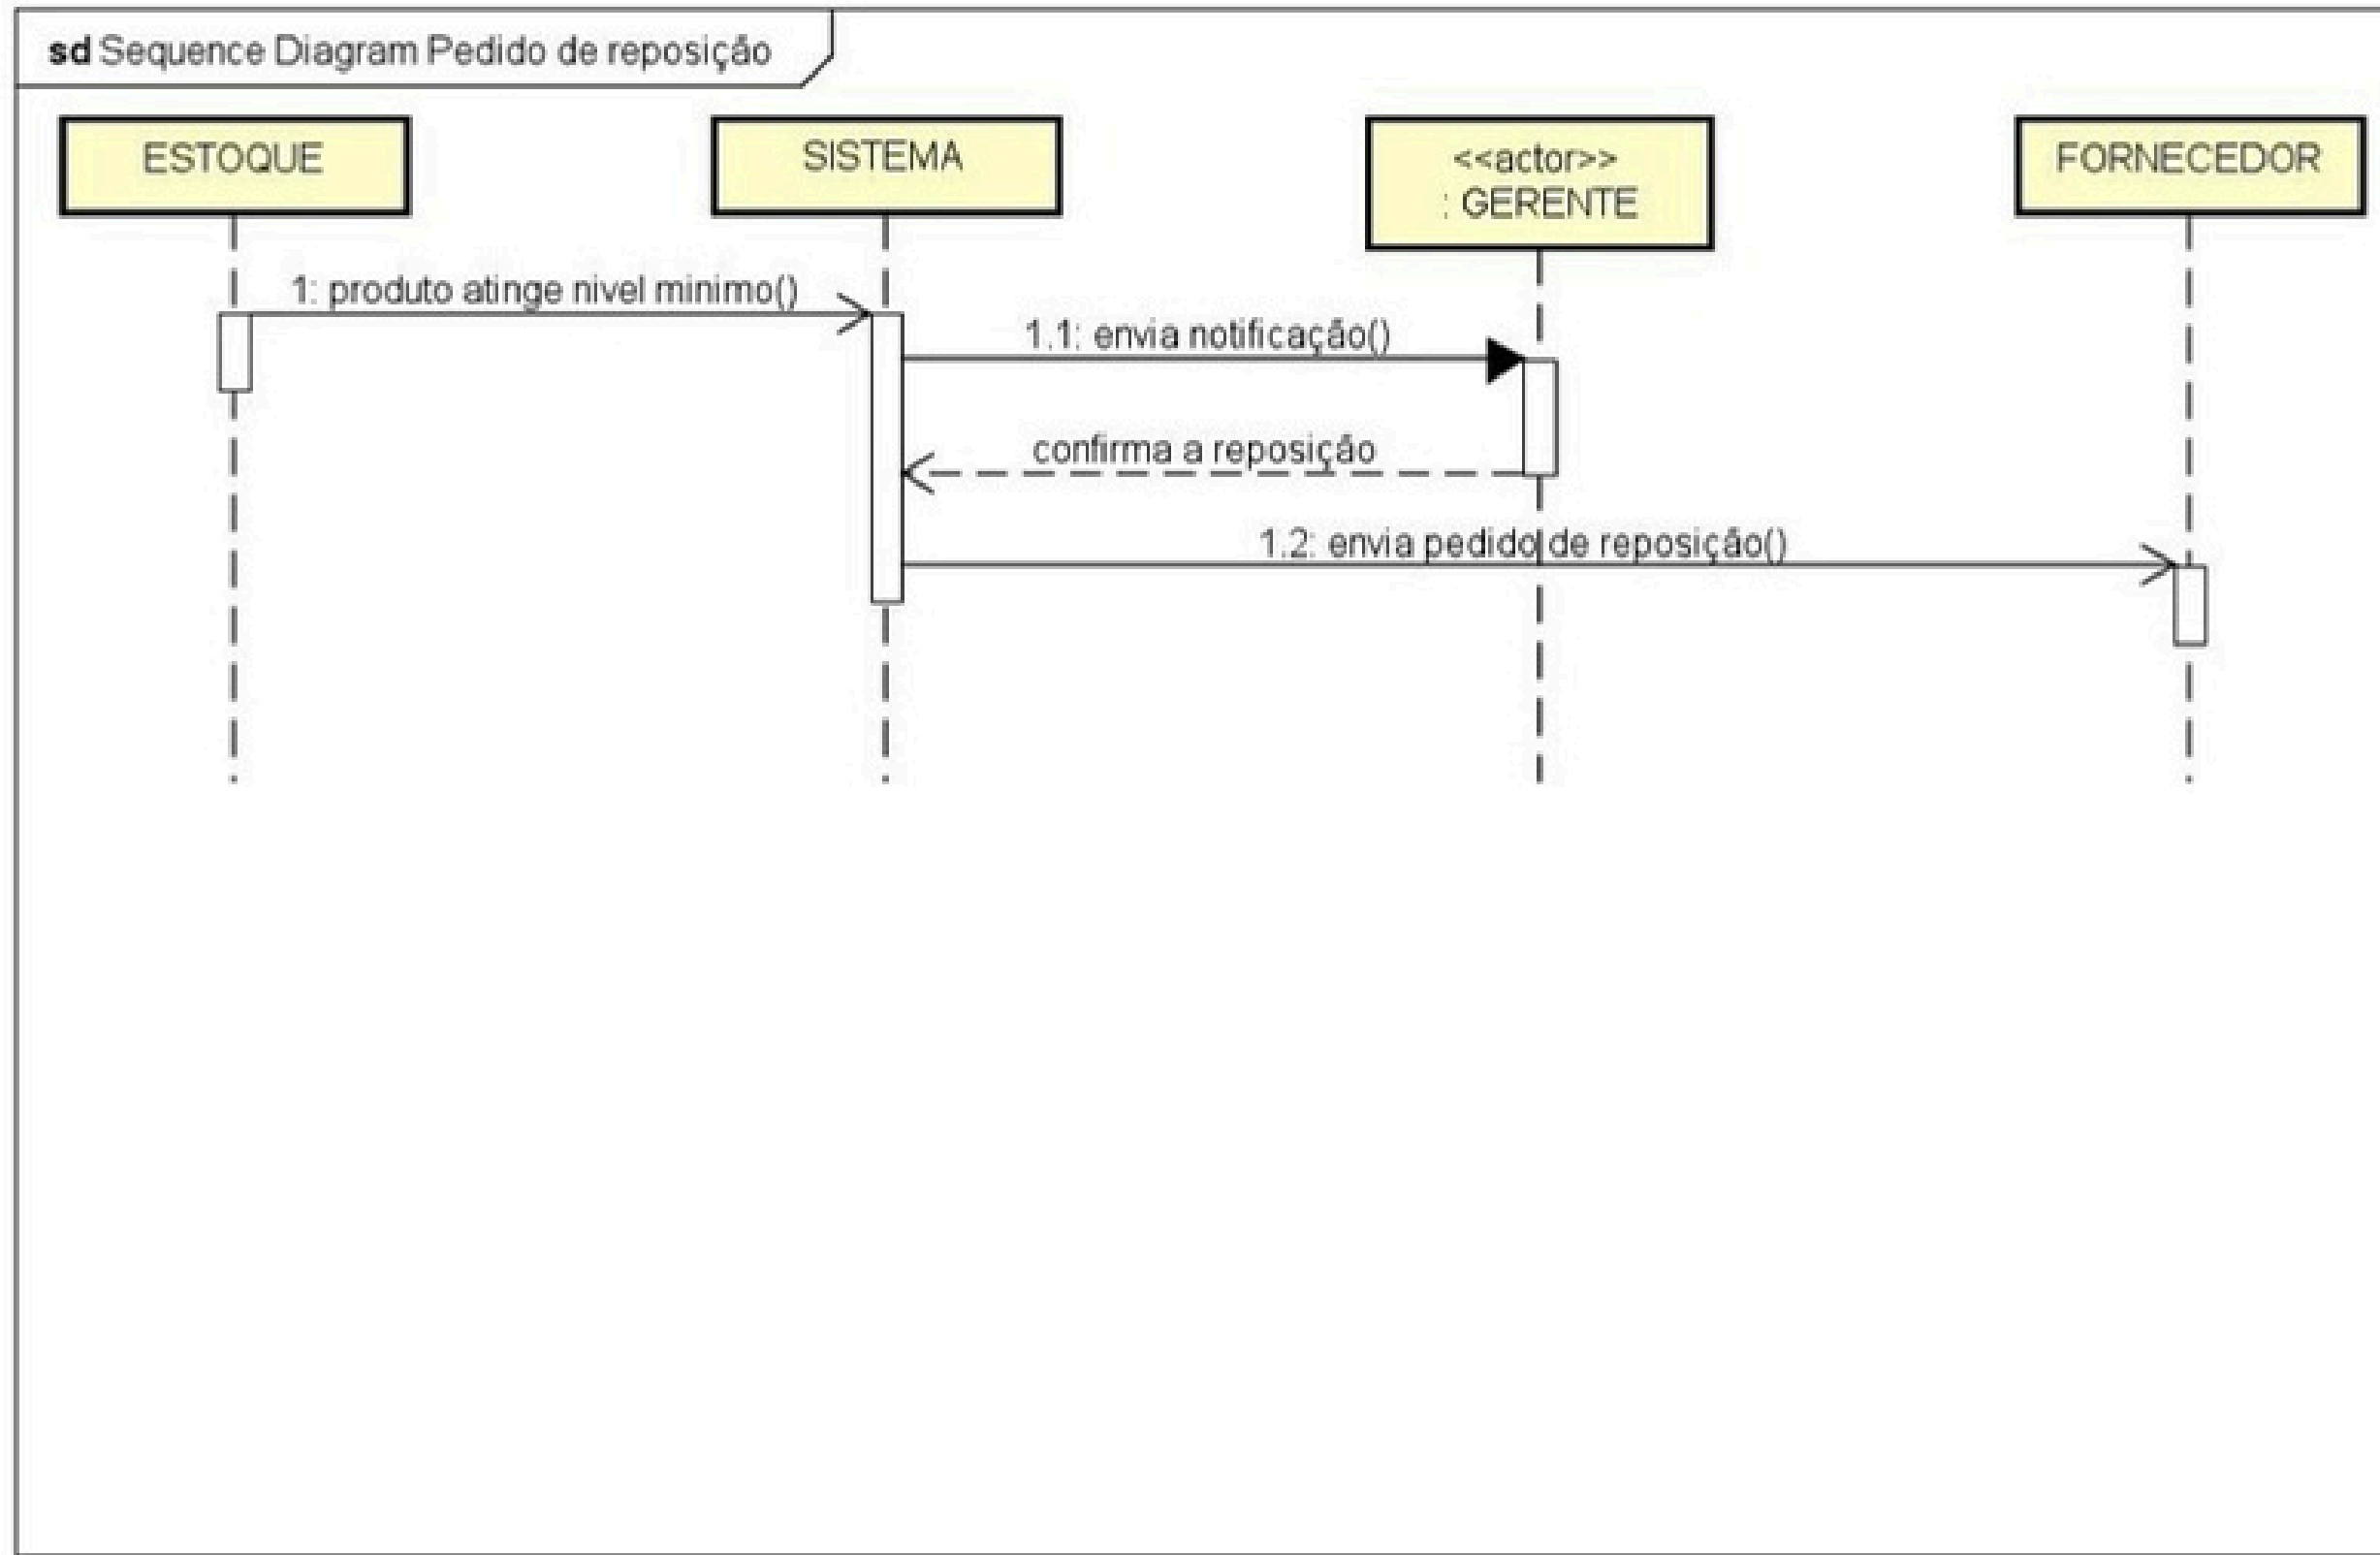 sd Sequence Diagram Pedido de reposição
ESTOQUE
SISTEMA
<<actor>>
: GERENTE
FORNECEDOR
1: produto atinge nivel minimo()
1.1: envia notificação()
confirma a reposição
1.2: envia pedido de reposição()